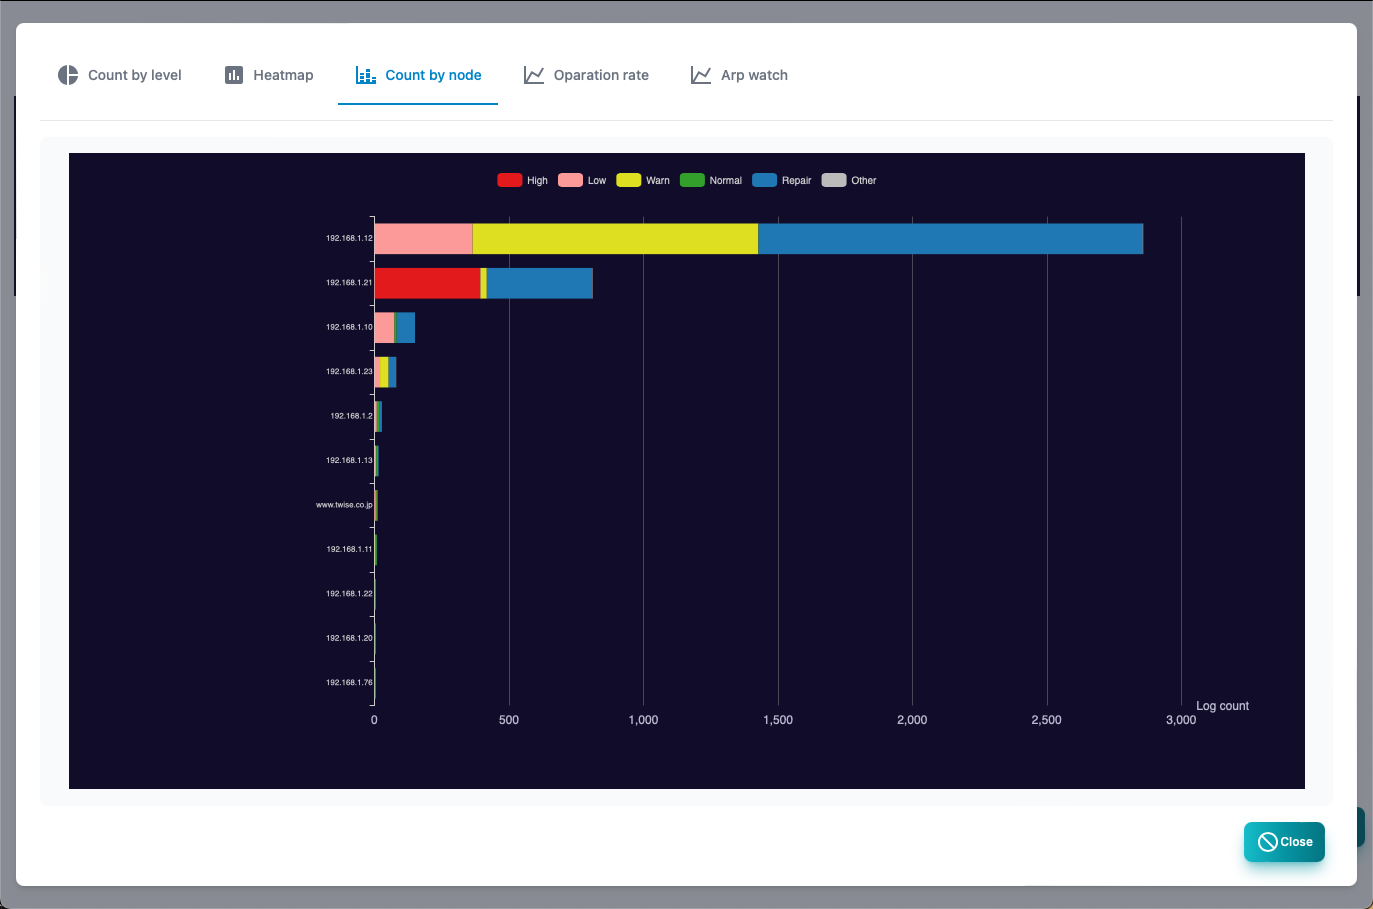 Count by level
Heatmap
Count by node
Oparation rate
Arp watch
High
Low
Warn
Normal
Repair
Other
192.168.1.12
192.168.1.21
192.168.1.10
192.168.1.23
192.168.1.2
192.168.1.13
www.twise.co.jp
192.168.1.11
192.168.1.22
192.168.1.20
192.168.1.76
Log count
0
500
1,000
1,500
2,000
2,500
3,000
Close